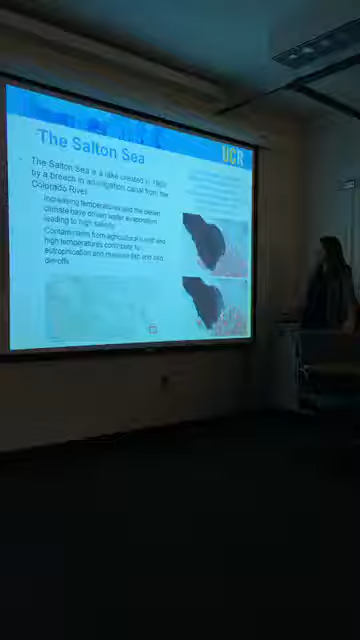 The Salton Sea
UCR
The Salton Sea is a lake created in 1905
by a breach in an irrigation canal from the
Colorado River
Increasing temperatures and the desert
climate have driven water evaporation
leading to high salinity
Contaminants from agricultural runoff and
high temperatures contribute to
eutrophication and massive fish and bird
die-offs